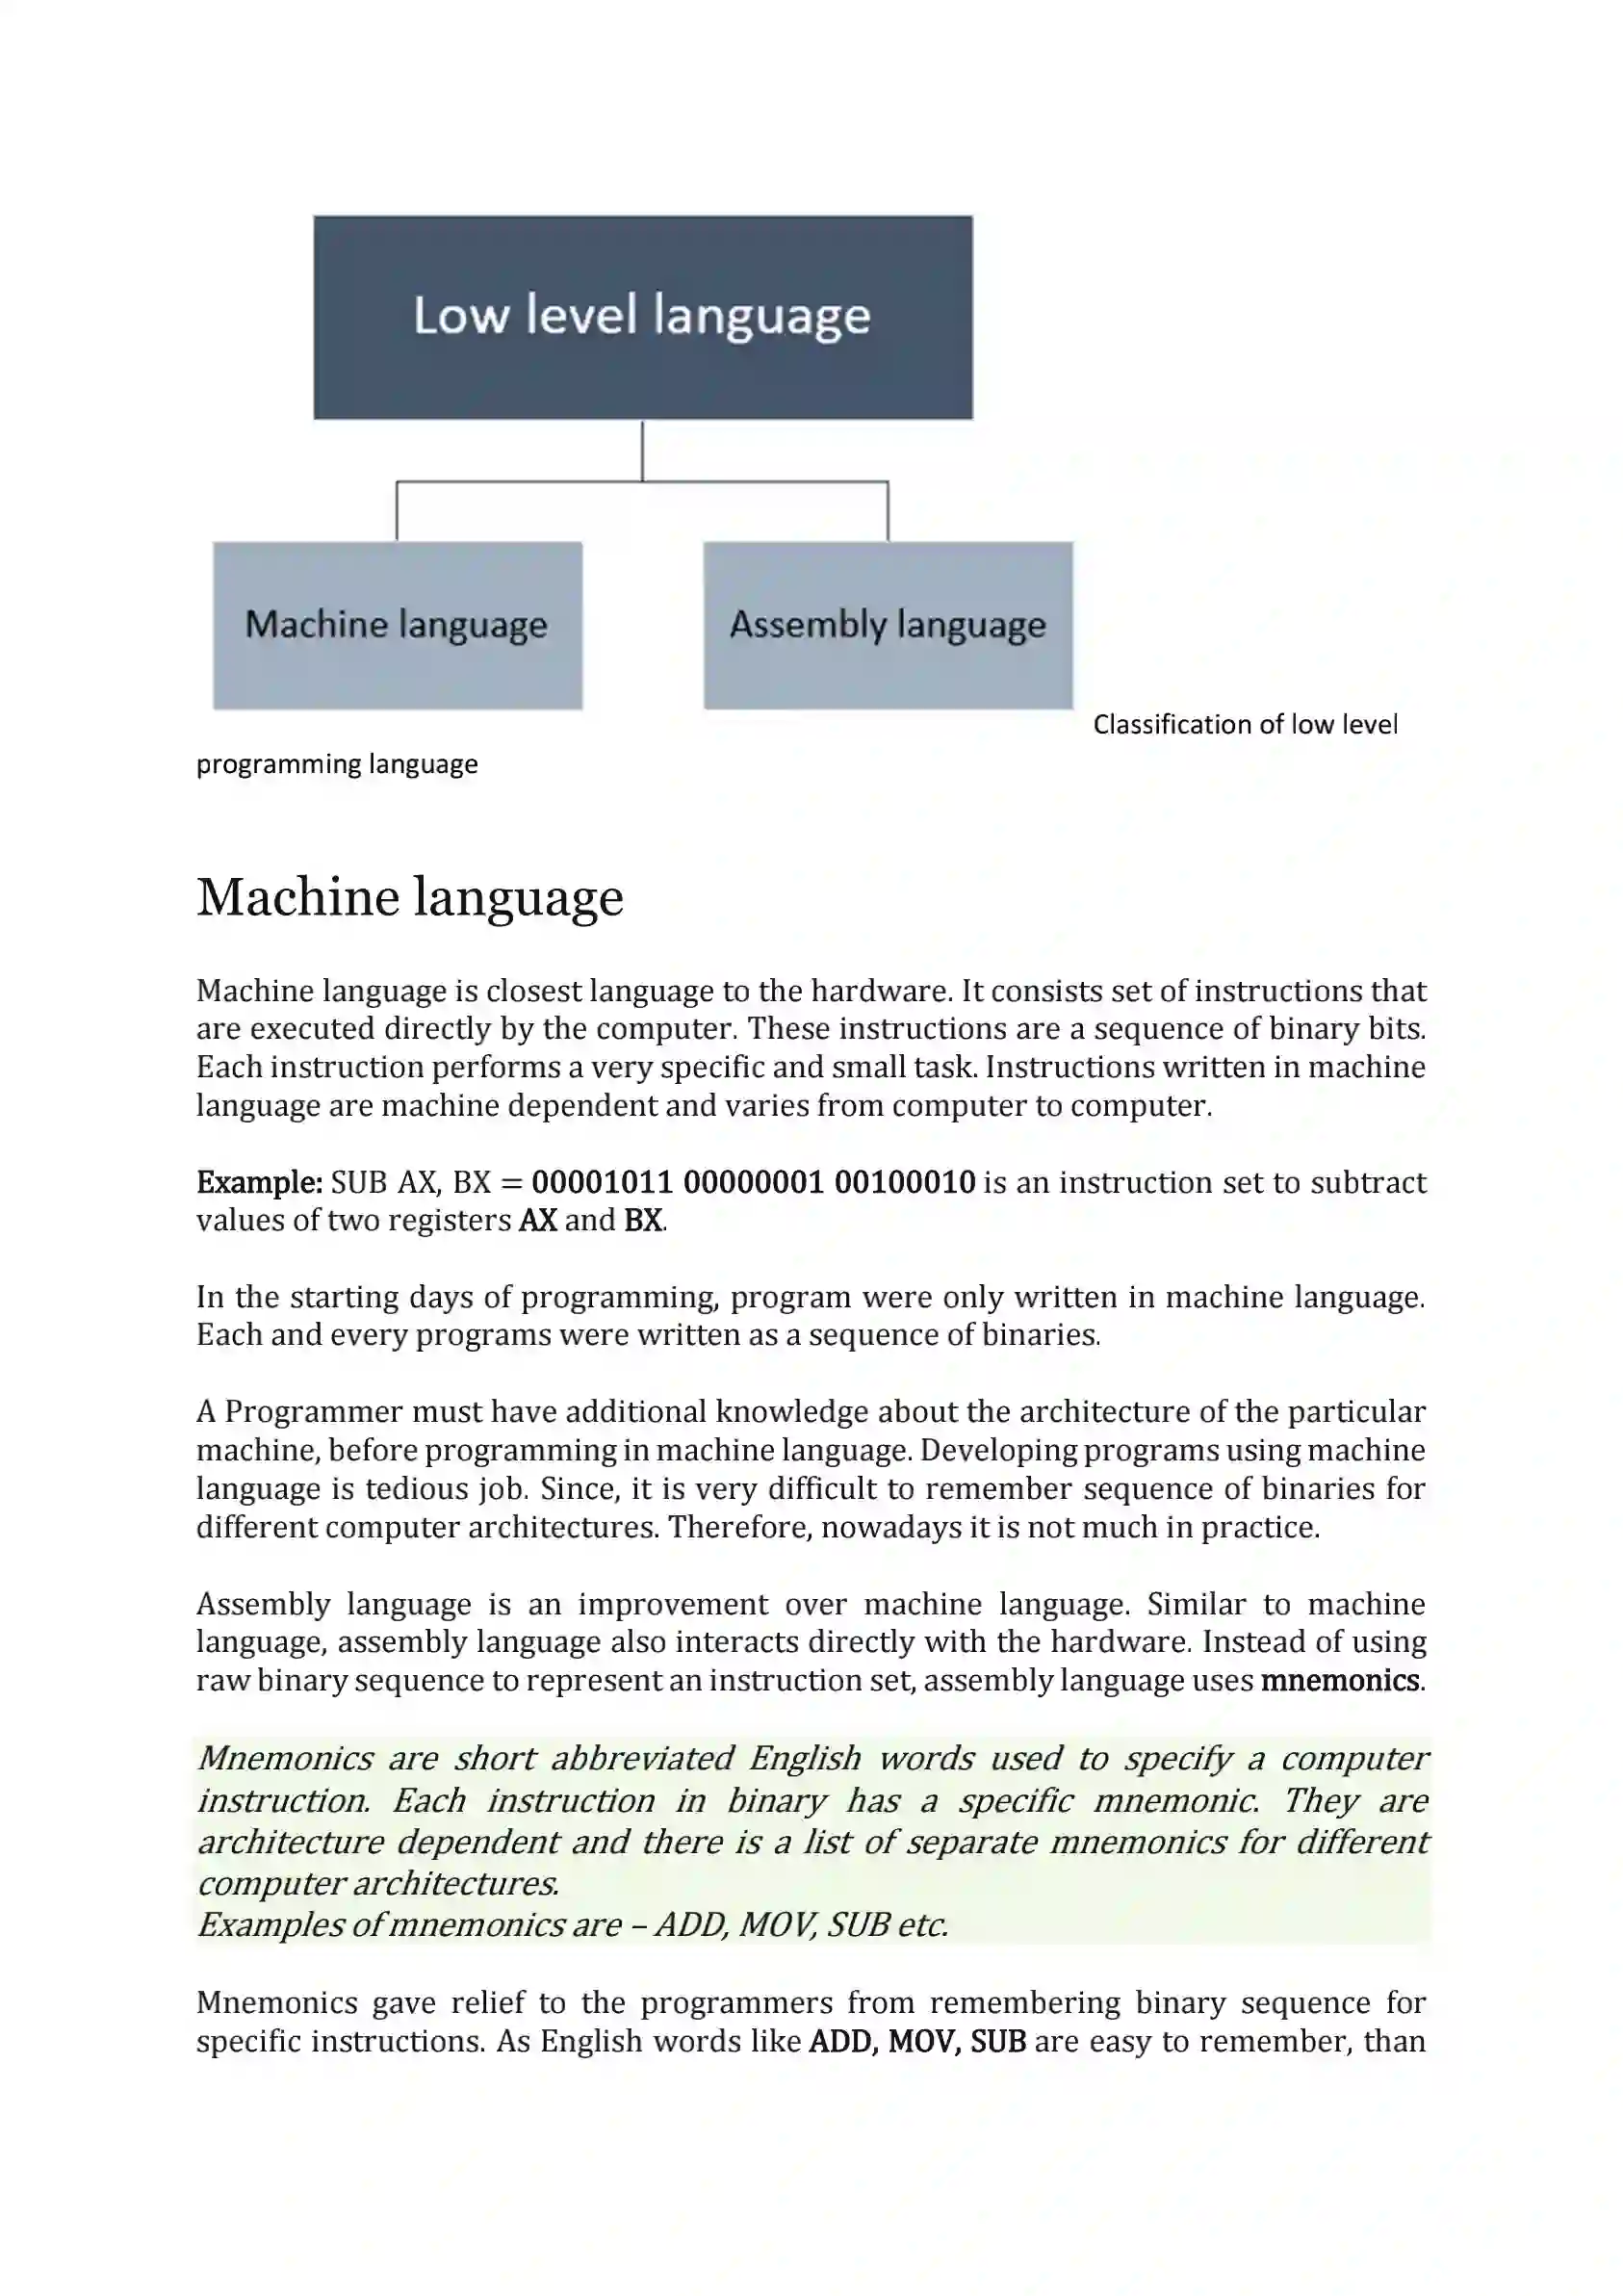 Low level language
Machine language
Assembly language
Classification of low level
programming language
Machine language
Machine language is closest language to the hardware. It consists set of instructions that
are executed directly by the computer. These instructions are a sequence of binary bits.
Each instruction performs a very specific and small task. Instructions written in machine
language are machine dependent and varies from computer to computer.
Example: SUB AX, BX = 00001011 00000001 00100010 is an instruction set to subtract
values of two registers AX and BX.
In the starting days of programming, program were only written in machine language.
Each and every programs were written as a sequence of binaries.
A Programmer must have additional knowledge about the architecture of the particular
machine, before programming in machine language. Developing programs using machine
language is tedious job. Since, it is very difficult to remember sequence of binaries for
different computer architectures. Therefore, nowadays it is not much in practice.
Assembly language is an improvement over machine language. Similar to machine
language, assembly language also interacts directly with the hardware. Instead of using
raw binary sequence to represent an instruction set, assembly language uses mnemonics.
Mnemonics are short abbreviated English words used to specify a computer
instruction. Each instruction in binary has a specific mnemonic. They are
architecture dependent and there is a list of separate mnemonics for different
computer architectures.
Examples of mnemonics are – ADD, MOV, SUB etc.
Mnemonics gave relief to the programmers from remembering binary sequence for
specific instructions. As English words like ADD, MOV, SUB are easy to remember, than